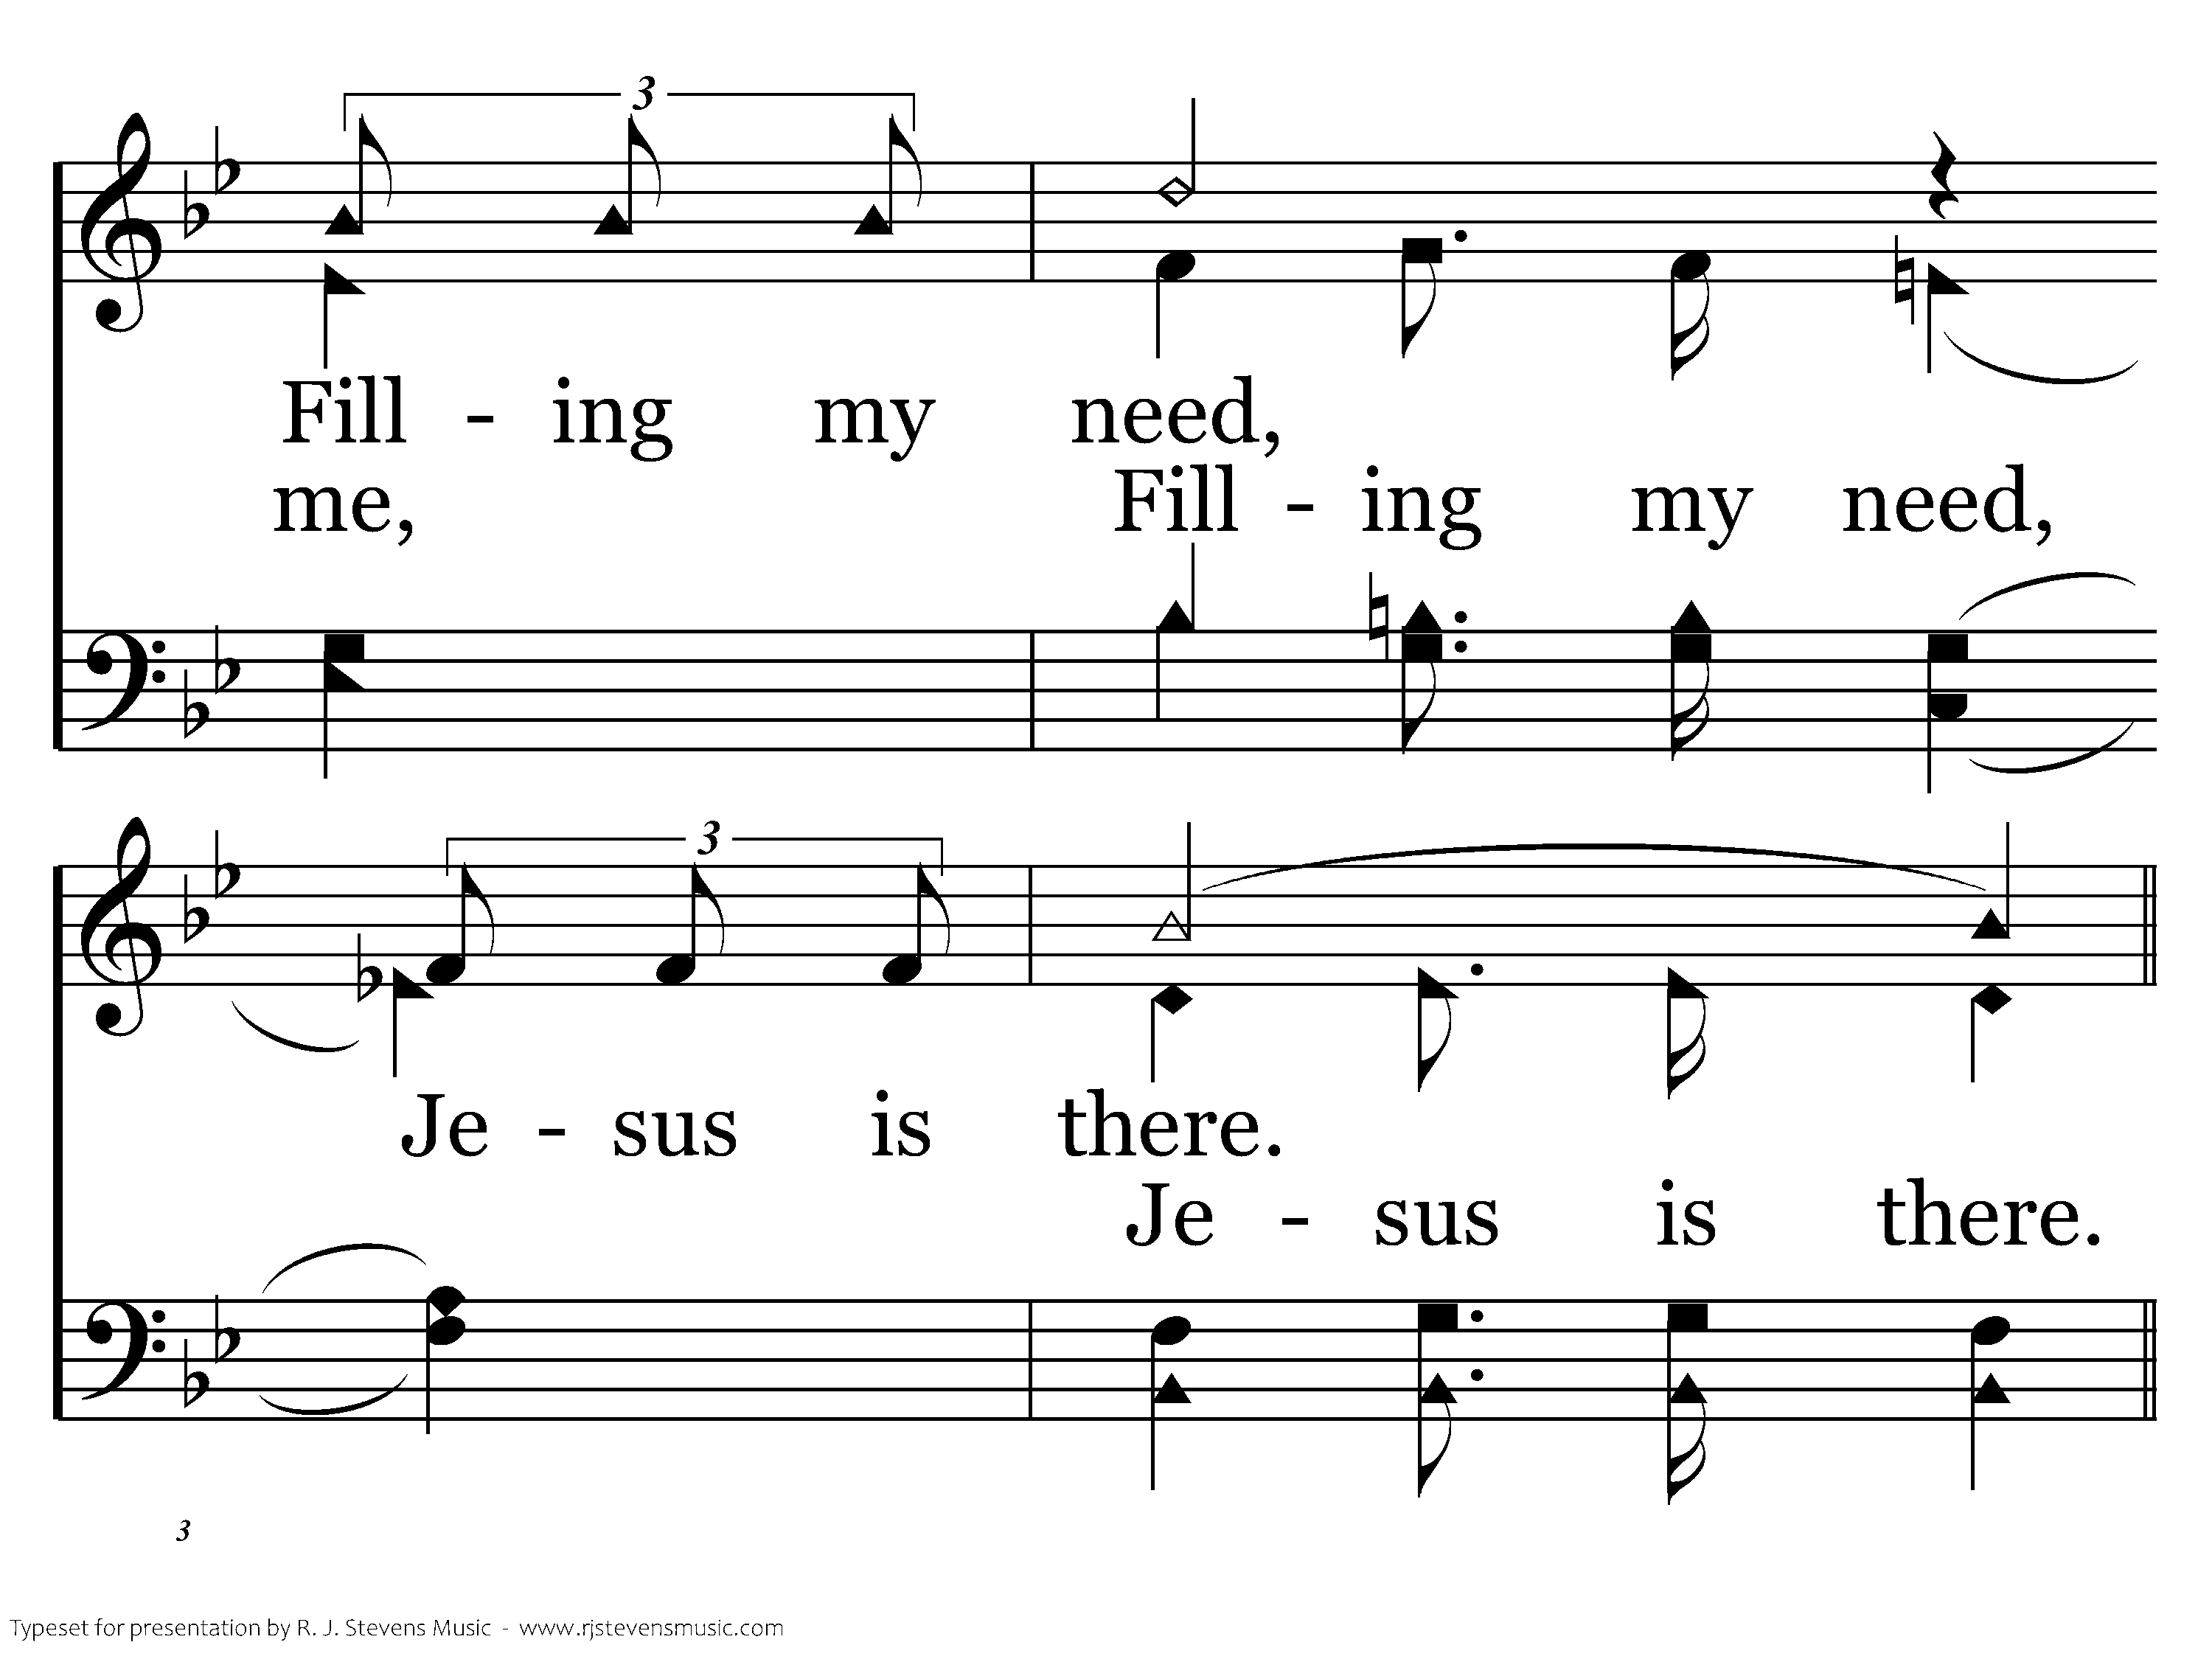 3
Fill - ing my need,
me, Fill - ing my need,
3
Je - sus is there.
Je - sus is there.
3
Typeset for presentation by R. J. Stevens Music - www.rjstevensmusic.com